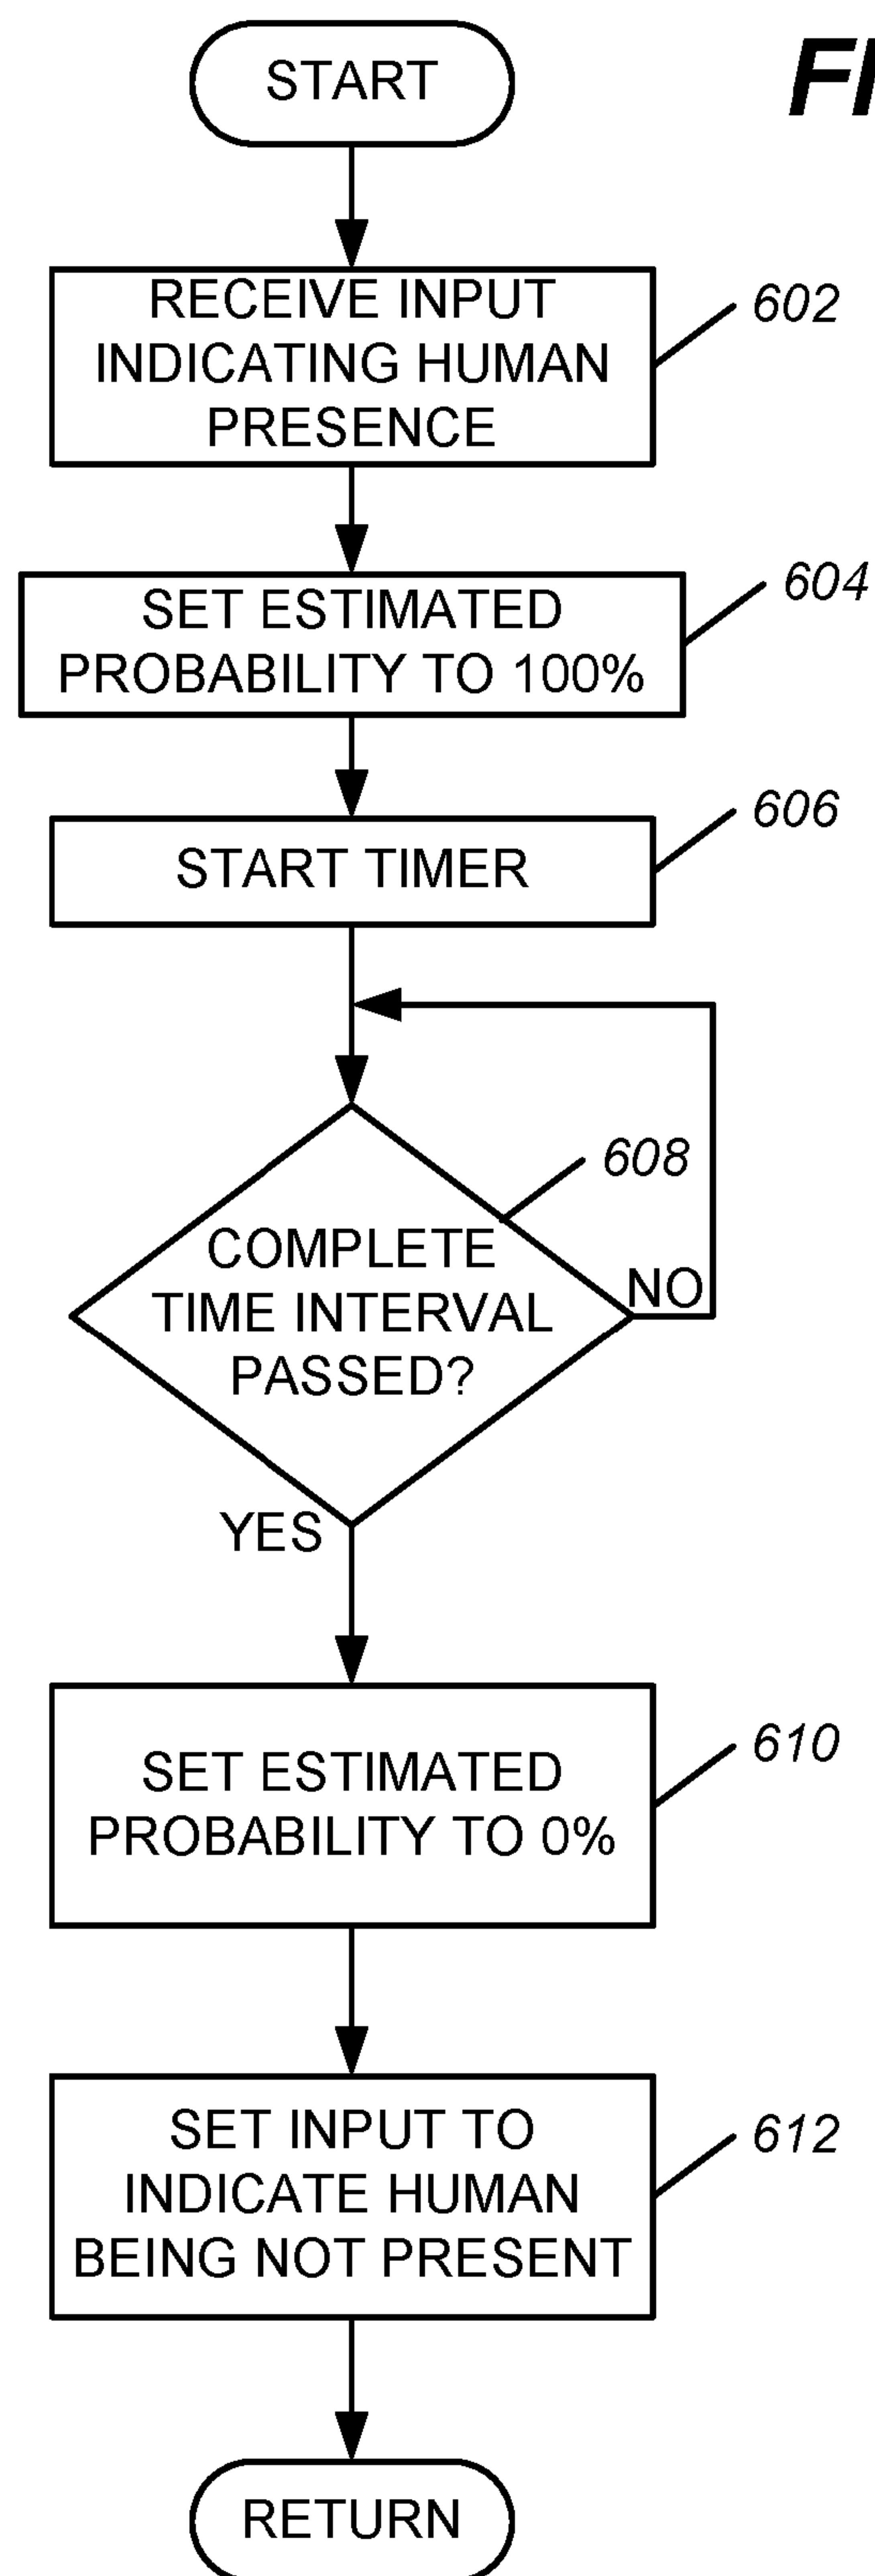 START
RECEIVE INPUT
INDICATING HUMAN
PRESENCE
602
SET ESTIMATED
PROBABILITY TO 100%
604
START TIMER
606
608
COMPLETE
TIME INTERVAL
PASSED?
NO
YES
SET ESTIMATED
PROBABILITY TO 0%
610
SET INPUT TO
INDICATE HUMAN
BEING NOT PRESENT
612
RETURN